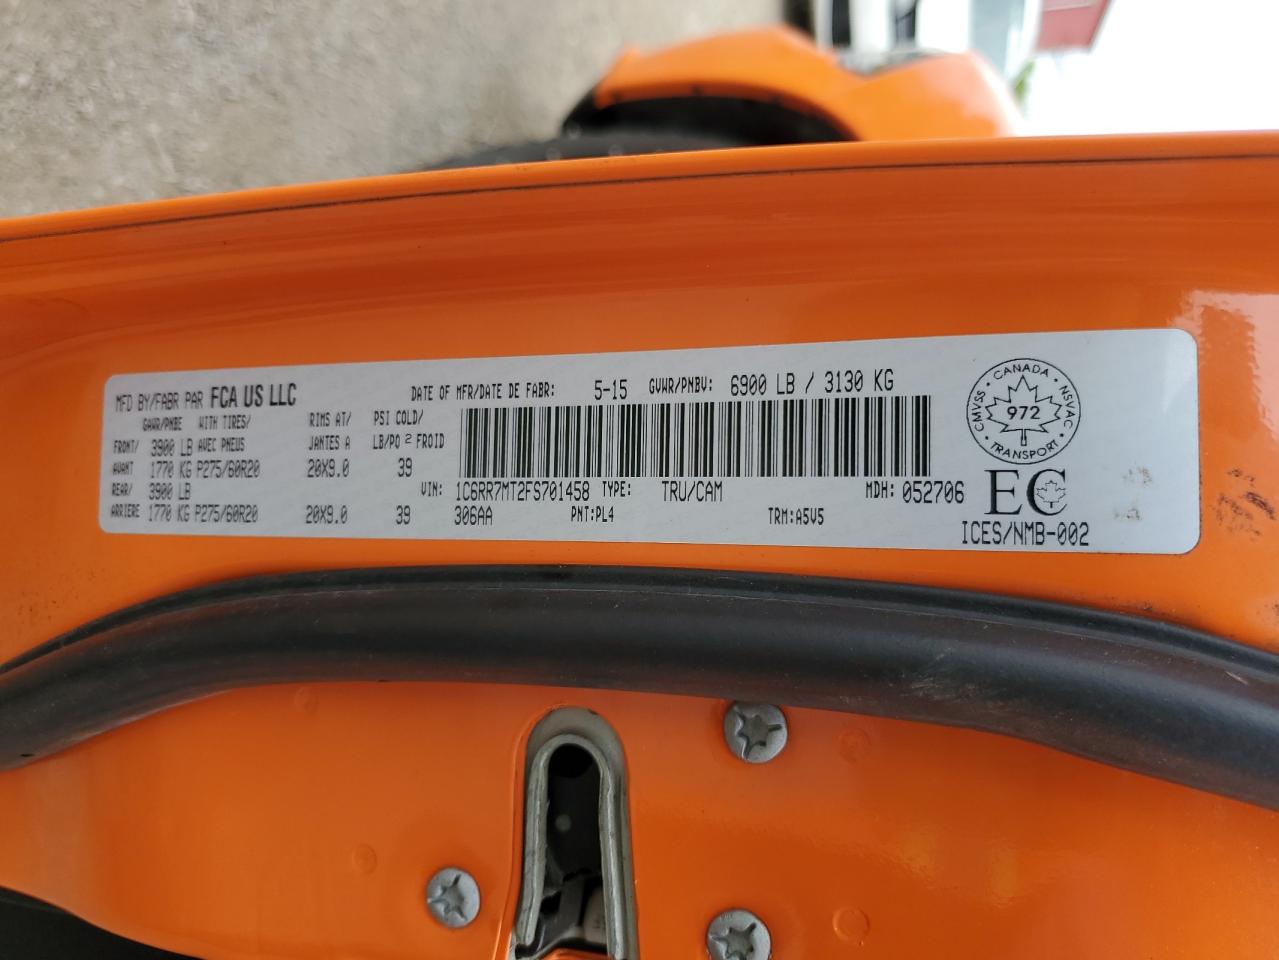 MFD BY/FABR PAR FCA US LLC DATE OF MFR/DATE DE FABR: 5-15 GVWR/PNBV: 6900 LB / 3130 KG
GAWR/PNBE WITH TIRES/ RIMS AT/ PSI COLD/
FRONT/ 3900 LB AVEC PNEUS JANTES A LB/PO 2 FROID
AVANT 1770 KG P275/60R20 20X9.0 39
REAR/ 3900 LB
ARRIERE 1770 KG P275/60R20 20X9.0 39
VIN: 1C6RR7MT2FS701458 TYPE: TRU/CAM MDH: 052706
306AA PNT:PL4 TRM:A5V5
CANADA
CMVSS 972 NSVAC
TRANSPORT
EC
ICES/NMB-002